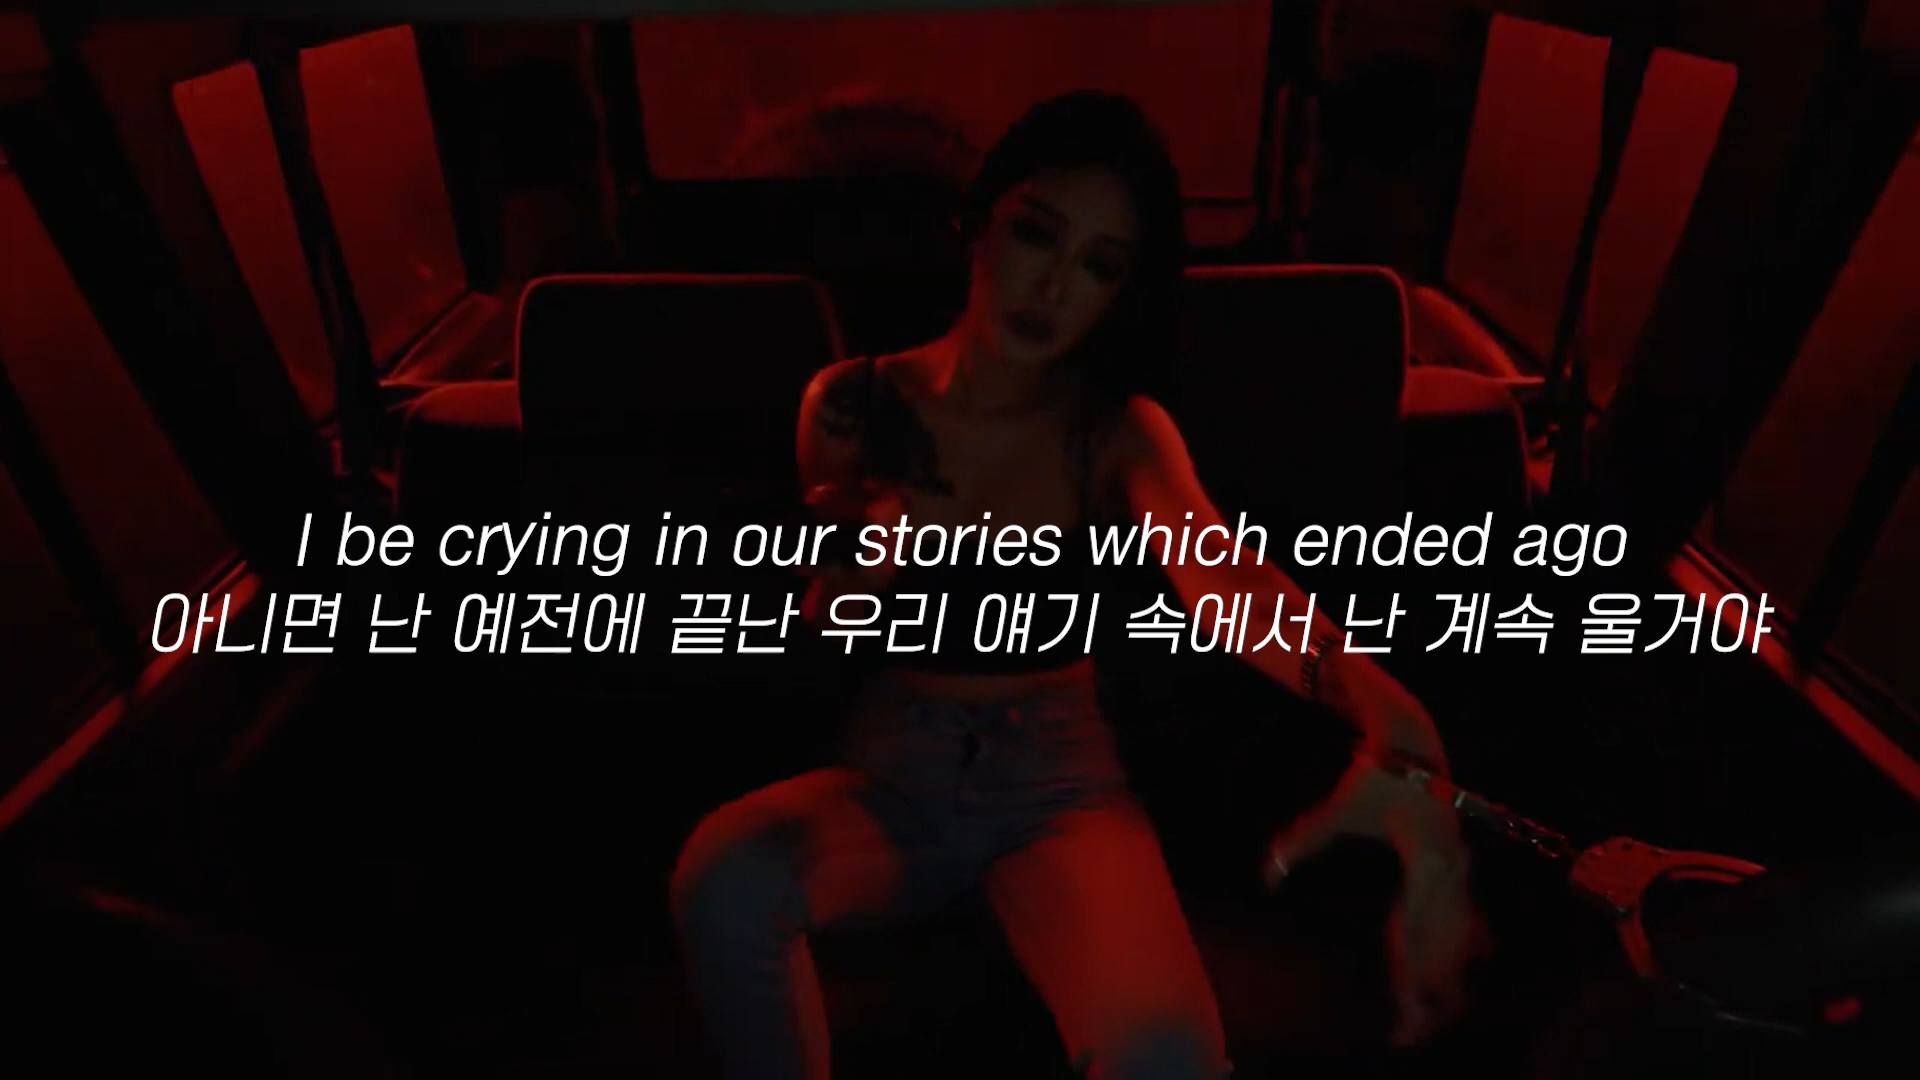 I be crying in our stories which ended ago
아니면 난 예전에 끝난 우리 얘기 속에서 난 계속 울거야